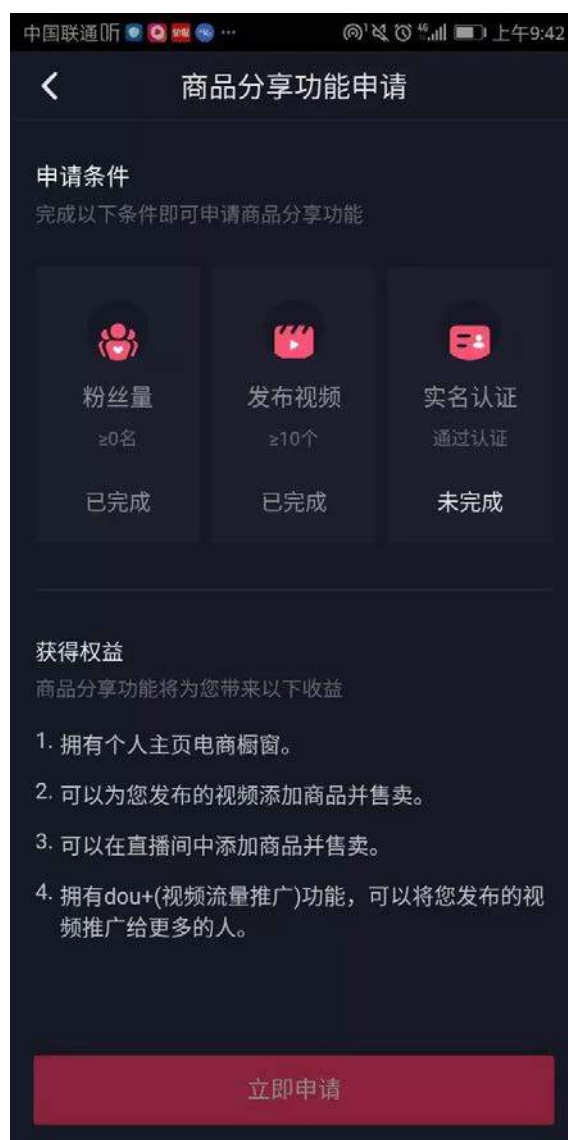 中国联通 上午9:42
商品分享功能申请
申请条件
完成以下条件即可申请商品分享功能
粉丝量 发布视频 实名认证
≥0名 ≥10个 通过认证
已完成 已完成 未完成
获得权益
商品分享功能将为您带来以下收益
1. 拥有个人主页电商橱窗。
2. 可以为您发布的视频添加商品并售卖。
3. 可以在直播间中添加商品并售卖。
4. 拥有dou+(视频流量推广)功能，可以将您发布的视
频推广给更多的人。
立即申请